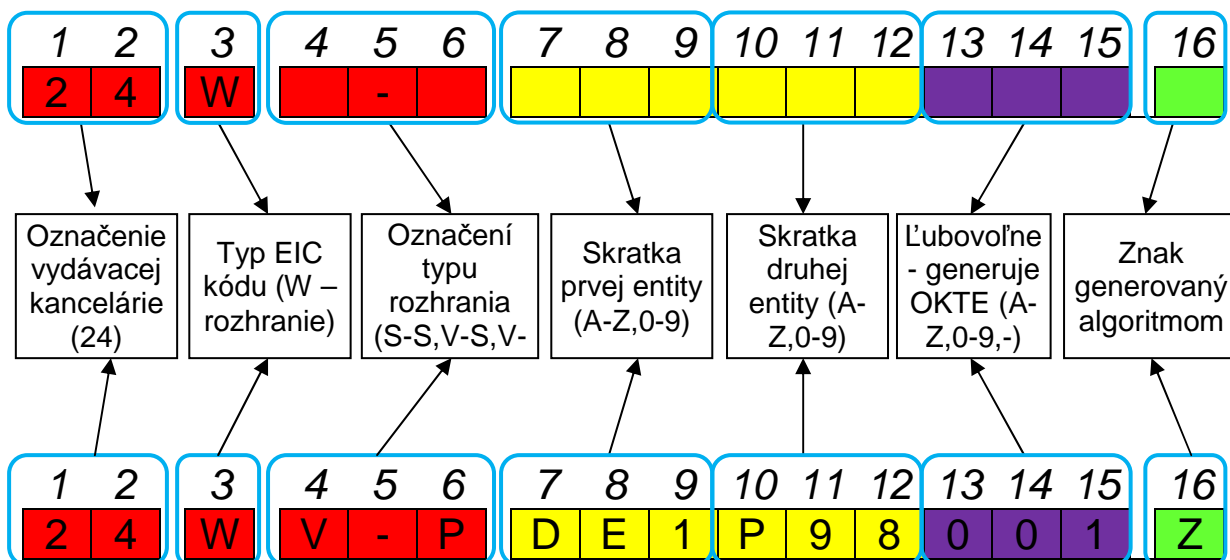 1 2 3 4 5 6 7 8 9 10 11 12 13 14 15 16
2 4 W -
Označenie
vydávacej
kancelárie
(24)
Typ EIC
kódu (W –
rozhranie)
Označení
typu
rozhrania
(S-S,V-S,V-
Skratka
prvej entity
(A-Z,0-9)
Skratka
druhej
entity (A-
Z,0-9)
Ľubovoľne
- generuje
OKTE (A-
Z,0-9,-)
Znak
generovaný
algoritmom
1 2 3 4 5 6 7 8 9 10 11 12 13 14 15 16
2 4 W V - P D E 1 P 9 8 0 0 1 Z